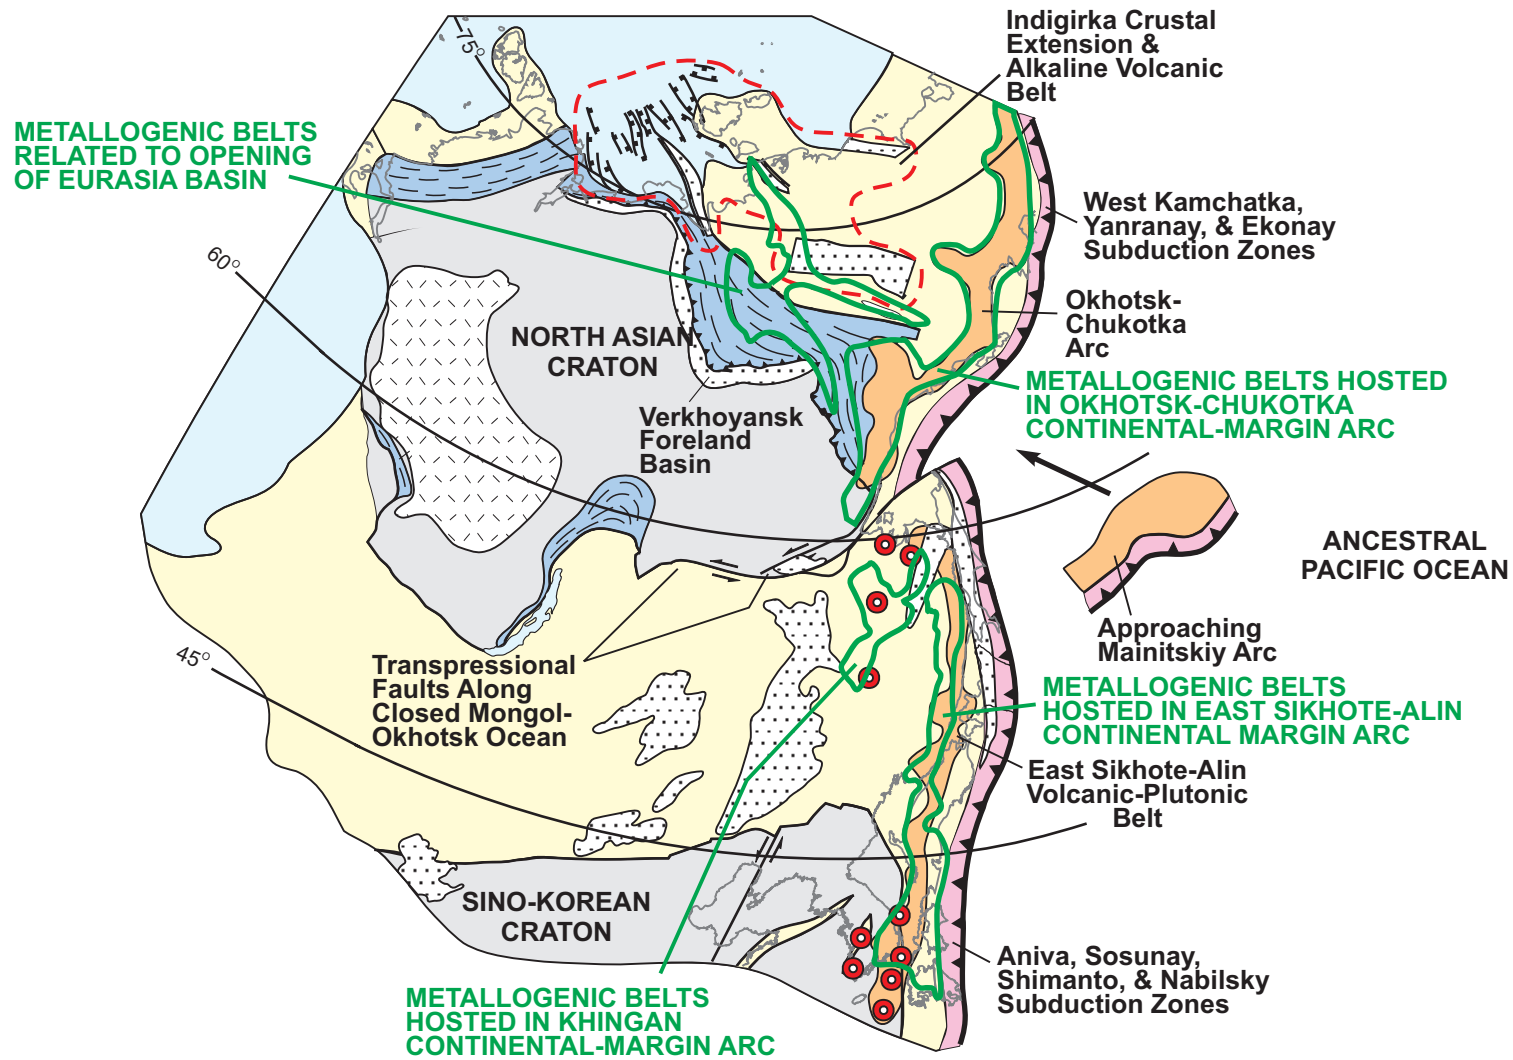 Indigirka Crustal
Extension &
Alkaline Volcanic
Belt
75°
METALLOGENIC BELTS
RELATED TO OPENING
OF EURASIA BASIN
West Kamchatka,
Yanranay, & Ekonay
Subduction Zones
60°
Okhotsk-
Chukotka
Arc
NORTH ASIAN
CRATON
METALLOGENIC BELTS HOSTED
IN OKHOTSK-CHUKOTKA
CONTINENTAL-MARGIN ARC
Verkhoyansk
Foreland
Basin
ANCESTRAL
PACIFIC OCEAN
Approaching
Mainitskiy Arc
45°
Transpressional
Faults Along
Closed Mongol-
Okhotsk Ocean
METALLOGENIC BELTS
HOSTED IN EAST SIKHOTE-ALIN
CONTINENTAL MARGIN ARC
East Sikhote-Alin
Volcanic-Plutonic
Belt
SINO-KOREAN
CRATON
Aniva, Sosunay,
Shimanto, & Nabilsky
Subduction Zones
METALLOGENIC BELTS
HOSTED IN KHINGAN
CONTINENTAL-MARGIN ARC